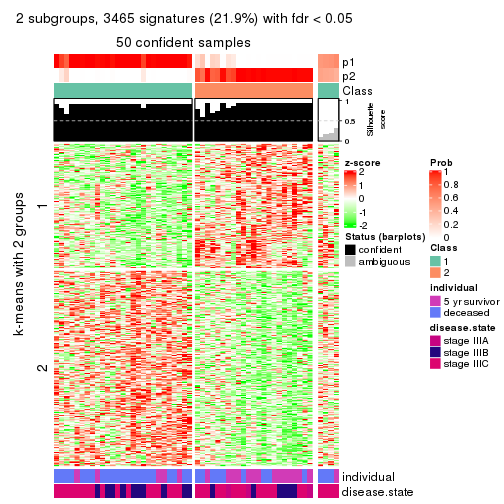 2 subgroups, 3465 signatures (21.9%) with fdr < 0.05
50 confident samples
p1
p2
Class
1
0.5
0
Silhouette
score
k-means with 2 groups
1
2
z-score
2
1
0
-1
-2
Status (barplots)
confident
ambiguous
Prob
1
0.8
0.6
0.4
0.2
0
Class
1
2
individual
5 yr survivor
deceased
disease.state
stage IIIA
stage IIIB
stage IIIC
individual
disease.state